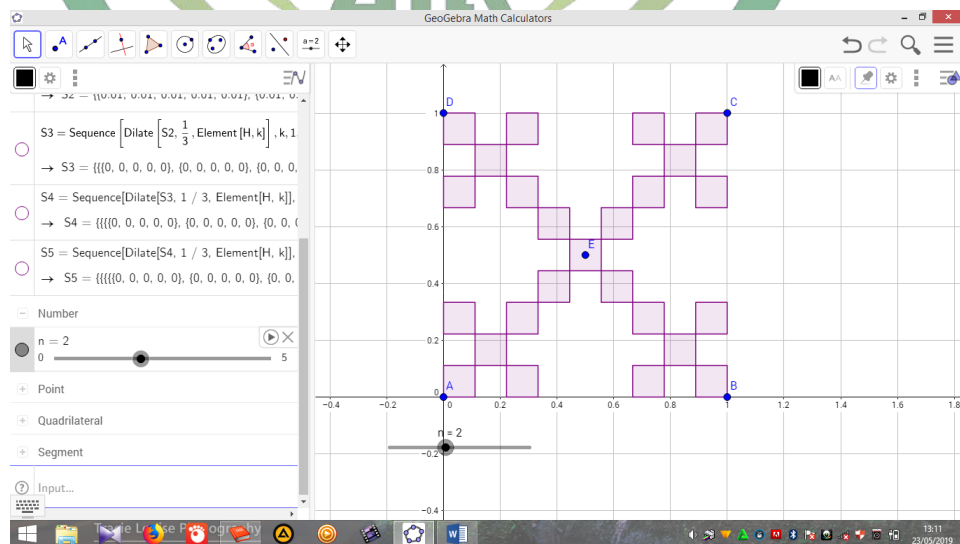 GeoGebra Math Calculators
a=2
AA
→ S2 = {{0.01, 0.01, 0.01, 0.01, 0.01}, {0.01, 0.
S3 = Sequence [Dilate [S2, 1/3, Element [H, k]], k, 1
→ S3 = {{{0, 0, 0, 0, 0}, {0, 0, 0, 0, 0}, {0, 0, 0,
S4 = Sequence[Dilate[S3, 1 / 3, Element[H, k]],
→ S4 = {{{{0, 0, 0, 0, 0}, {0, 0, 0, 0, 0}, {0, 0, (
S5 = Sequence[Dilate[S4, 1 / 3, Element[H, k]],
→ S5 = {{{{{0, 0, 0, 0, 0}, {0, 0, 0, 0, 0}, {0, 0,
Number
n = 2
0 5
Point
Quadrilateral
Segment
Input...
D
C
1
0.8
0.6
E
0.4
0.2
A
B
0
-0.4 -0.2 0 0.2 0.4 0.6 0.8 1 1.2 1.4 1.6 1.8
n = 2
-0.2
-0.4
13:11
23/05/2019